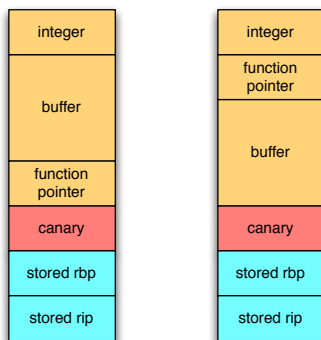 integer
buffer
function
pointer
canary
stored rbp
stored rip
integer
function
pointer
buffer
canary
stored rbp
stored rip